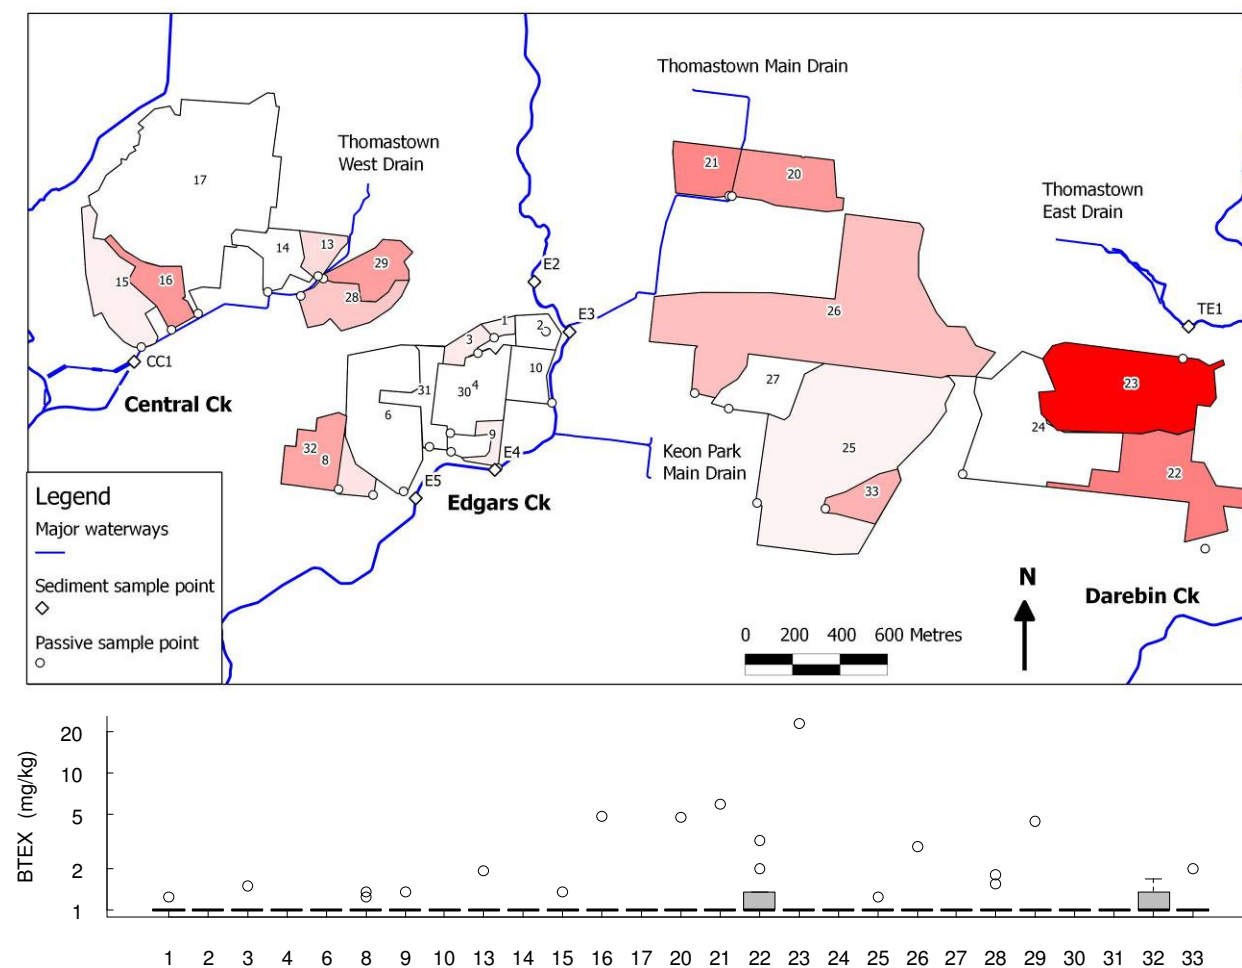 Thomastown Main Drain
Thomastown
West Drain
21
20
17
Thomastown
East Drain
14
13
29
15
16
28
E2
26
E3
TE1
1
2
3
CC1
10
27
23
31
30
4
Central Ck
6
24
9
25
32
8
E4
Keon Park
Main Drain
22
33
E5
Edgars Ck
Legend
Major waterways
Sediment sample point
Passive sample point
N
Darebin Ck
0 200 400 600 Metres
BTEX (mg/kg)
20
10
5
2
1
1 2 3 4 6 8 9 10 13 14 15 16 17 20 21 22 23 24 25 26 27 28 29 30 31 32 33